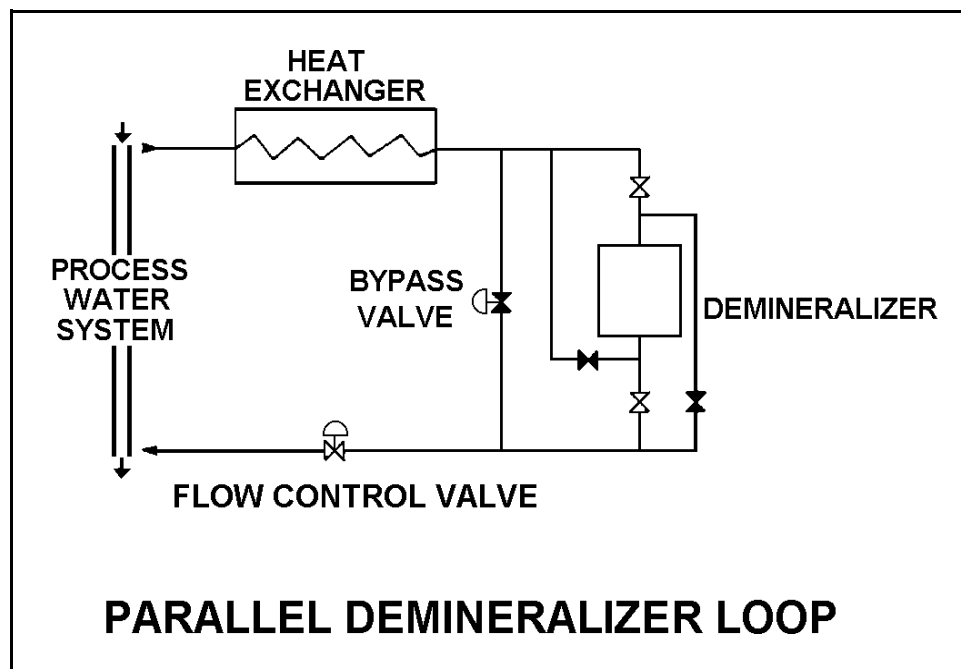 HEAT
EXCHANGER
PROCESS
WATER
SYSTEM
BYPASS
VALVE
DEMINERALIZER
FLOW CONTROL VALVE
PARALLEL DEMINERALIZER LOOP